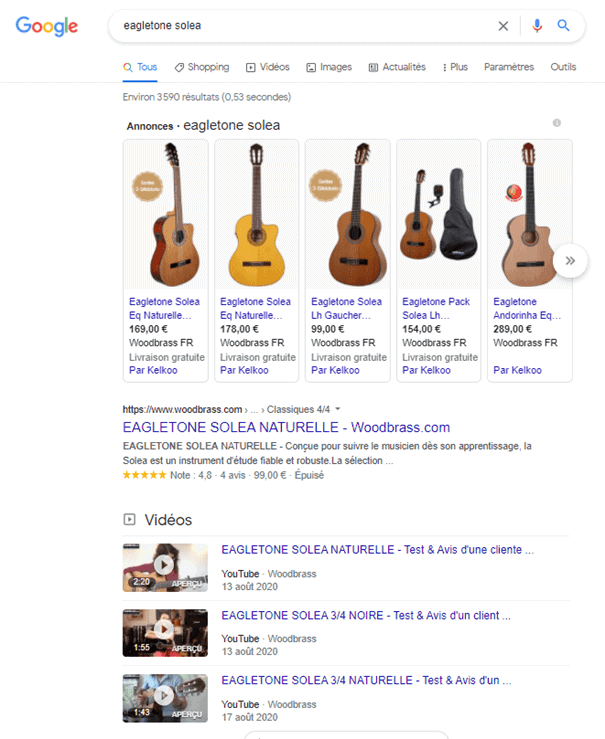 Google
eagletone solea
Tous Shopping Vidéos Images Actualités Plus Paramètres Outils
Environ 3 590 résultats (0,53 secondes)
Annonces · eagletone solea
Eagletone Solea
Eq Naturelle...
169,00 €
Woodbrass FR
Livraison gratuite
Par Kelkoo
Eagletone Solea
Eq Naturelle...
178,00 €
Woodbrass FR
Livraison gratuite
Par Kelkoo
Eagletone Solea
Lh Gaucher...
99,00 €
Woodbrass FR
Livraison gratuite
Par Kelkoo
Eagletone Pack
Solea Lh...
154,00 €
Woodbrass FR
Livraison gratuite
Par Kelkoo
Eagletone
Andorinha Eq...
289,00 €
Woodbrass FR
Par Kelkoo
https://www.woodbrass.com › ... › Classiques 4/4
EAGLETONE SOLEA NATURELLE - Woodbrass.com
EAGLETONE SOLEA NATURELLE - Conçue pour suivre le musicien dès son apprentissage, la
Solea est un instrument d'étude fiable et robuste.La sélection ...
Note : 4,8 · 4 avis · 99,00 € · Épuisé
Vidéos
EAGLETONE SOLEA NATURELLE - Test & Avis d'une cliente ...
2:20 APERÇU
YouTube · Woodbrass
13 août 2020
EAGLETONE SOLEA 3/4 NOIRE - Test & Avis d'un client ...
1:55 APERÇU
YouTube · Woodbrass
13 août 2020
EAGLETONE SOLEA 3/4 NATURELLE - Test & Avis d'un ...
1:43 APERÇU
YouTube · Woodbrass
17 août 2020